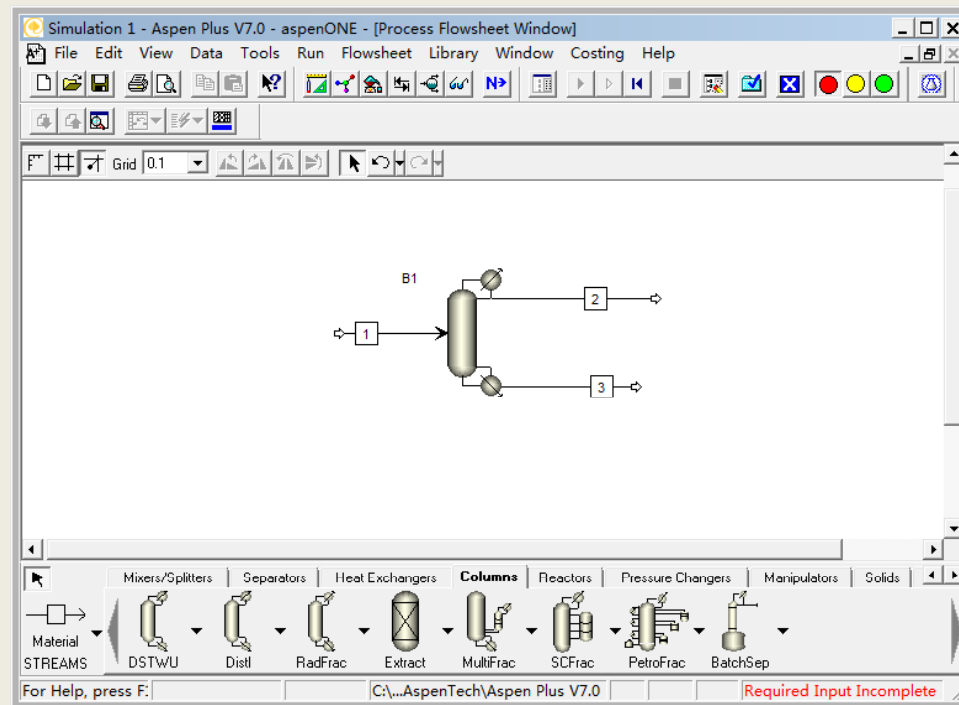 Simulation 1 - Aspen Plus V7.0 - aspenONE - [Process Flowsheet Window]
File Edit View Data Tools Run Flowsheet Library Window Costing Help
N>
Grid 0.1
B1
2
1
3
Mixers/Splitters Separators Heat Exchangers Columns Reactors Pressure Changers Manipulators Solids
Material
STREAMS DSTWU Distl RadFrac Extract MultiFrac SCFrac PetroFrac BatchSep
For Help, press F: C:\...AspenTech\Aspen Plus V7.0 Required Input Incomplete